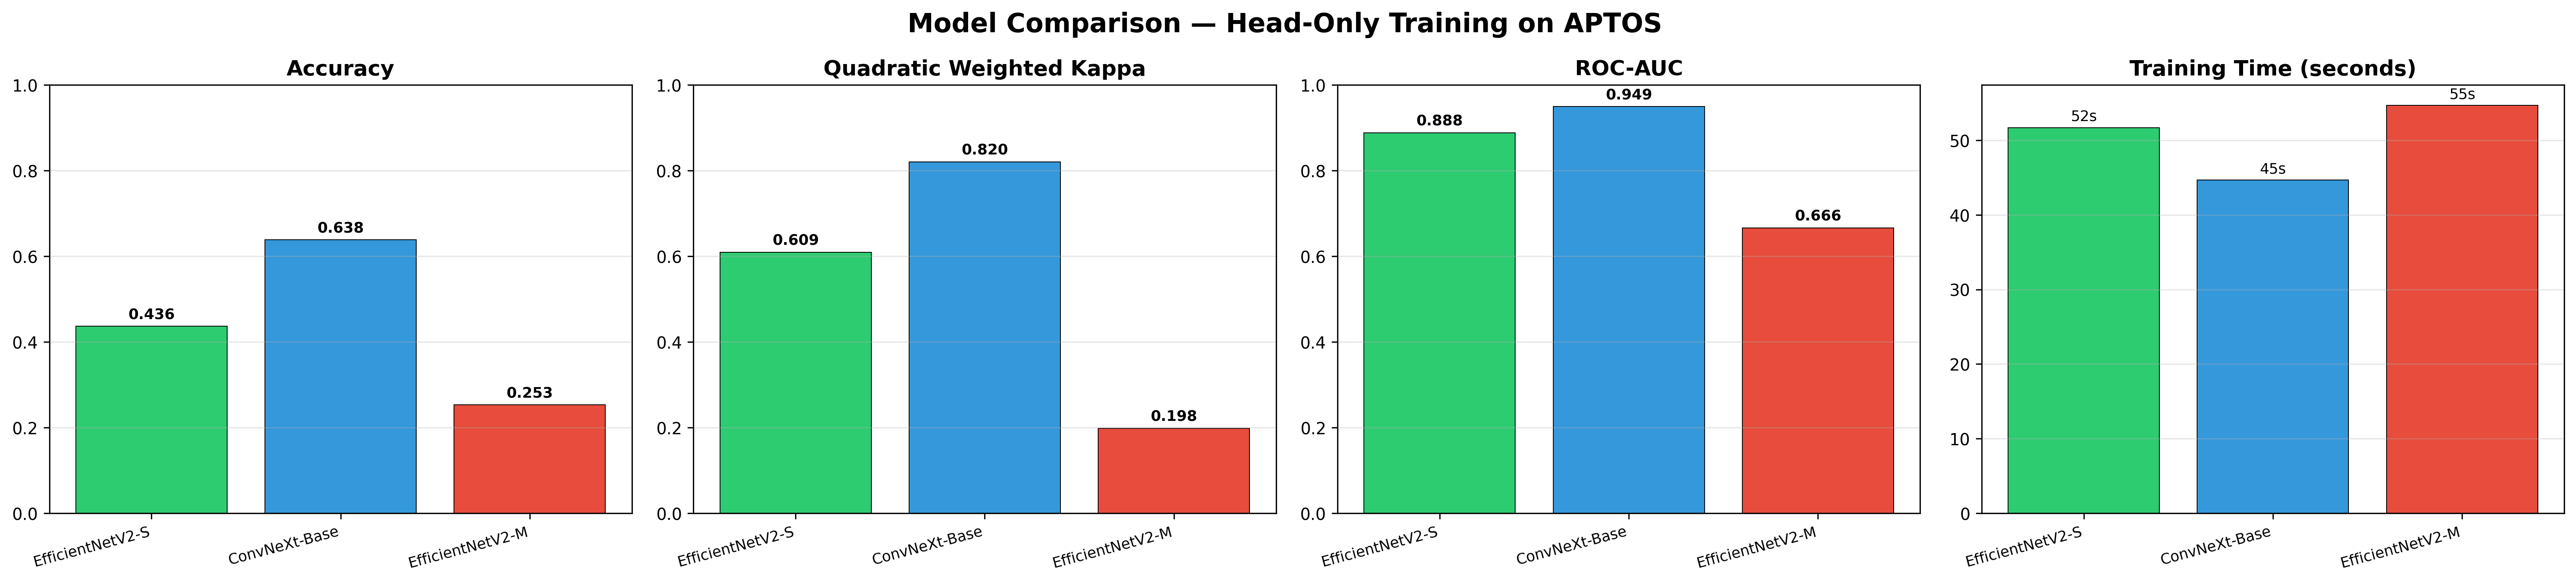 Model Comparison — Head-Only Training on APTOS
Accuracy
1.0
0.8
0.6
0.4
0.2
0.0
0.436
0.638
0.253
EfficientNetV2-S
ConvNeXt-Base
EfficientNetV2-M
Quadratic Weighted Kappa
1.0
0.8
0.6
0.4
0.2
0.0
0.609
0.820
0.198
EfficientNetV2-S
ConvNeXt-Base
EfficientNetV2-M
ROC-AUC
1.0
0.8
0.6
0.4
0.2
0.0
0.888
0.949
0.666
EfficientNetV2-S
ConvNeXt-Base
EfficientNetV2-M
Training Time (seconds)
50
40
30
20
10
0
52s
45s
55s
EfficientNetV2-S
ConvNeXt-Base
EfficientNetV2-M